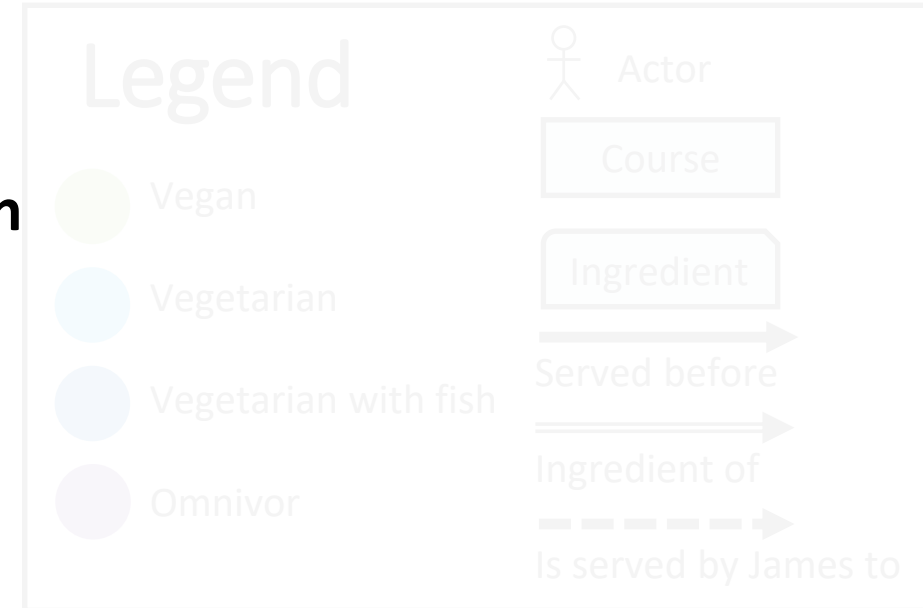 Legend
Vegan
Vegetarian
Vegetarian with fish
Omnivor
Actor
Course
Ingredient
Served before
Ingredient of
Is served by James to